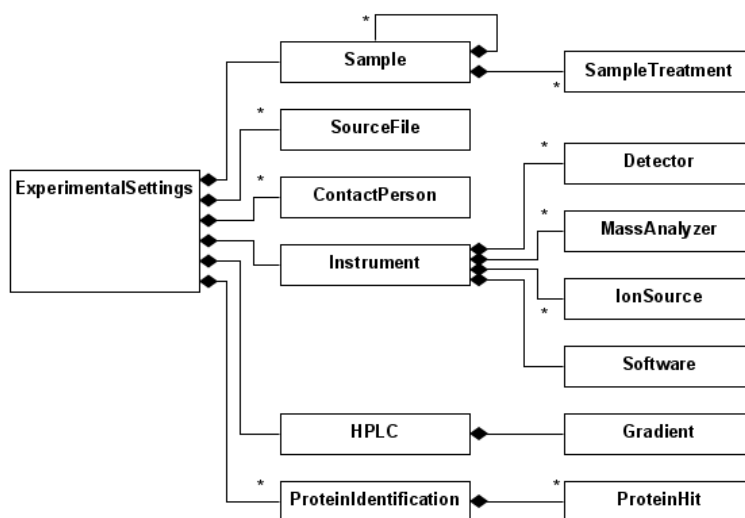 *
Sample
SampleTreatment
*
*
SourceFile
*
Detector
ExperimentalSettings
*
ContactPerson
*
MassAnalyzer
Instrument
IonSource
*
Software
HPLC
Gradient
*
ProteinIdentification
*
ProteinHit